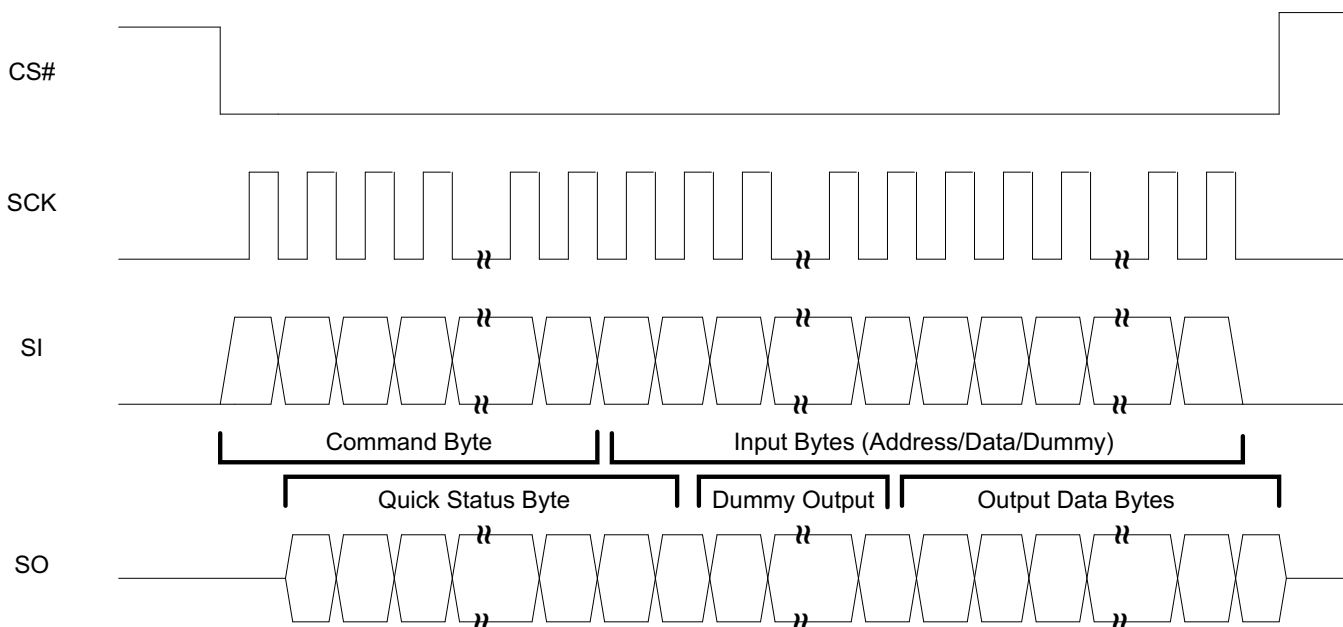 CS#
SCK
SI
Command Byte
Input Bytes (Address/Data/Dummy)
Quick Status Byte
Dummy Output
Output Data Bytes
SO